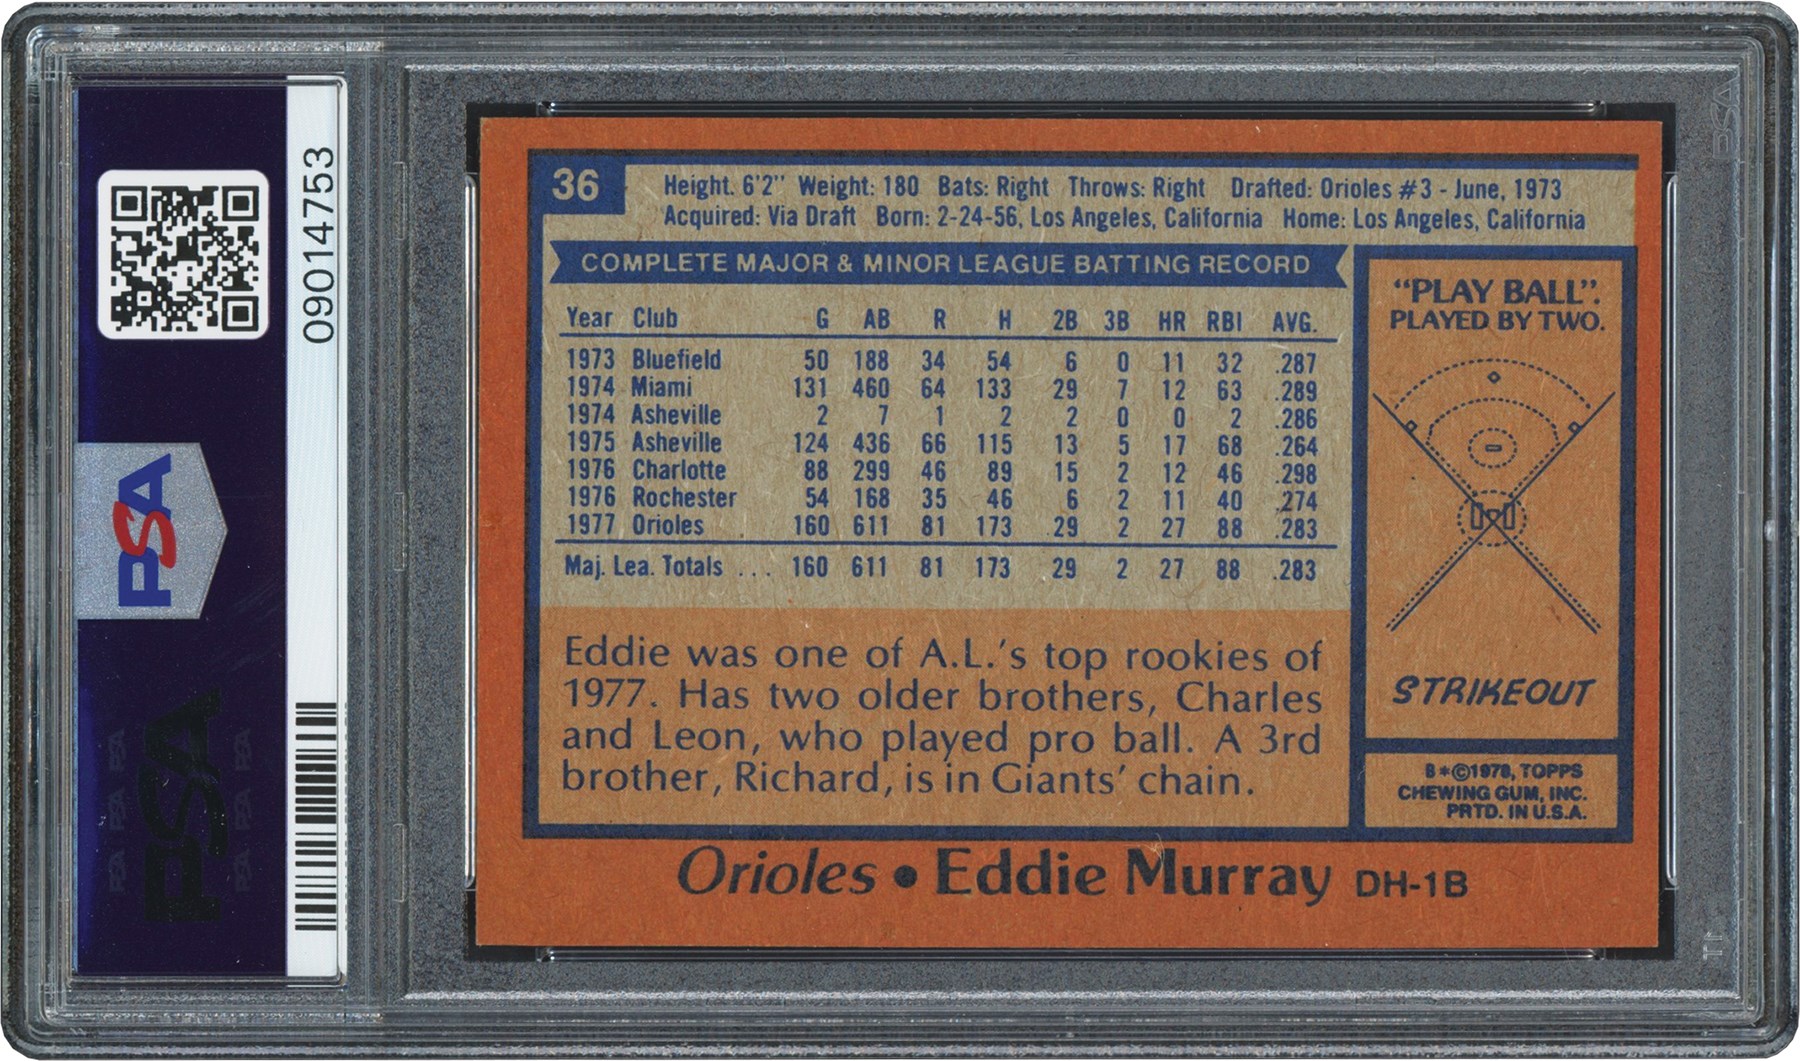 09014753
PSA
PSA
36
Height. 6'2" Weight: 180 Bats: Right Throws: Right Drafted: Orioles #3 - June, 1973
Acquired: Via Draft Born: 2-24-56, Los Angeles, California Home: Los Angeles, California
COMPLETE MAJOR & MINOR LEAGUE BATTING RECORD
Year Club G AB R H 2B 3B HR RBI AVG.
1973 Bluefield 50 188 34 54 6 0 11 32 .287
1974 Miami 131 460 64 133 29 7 12 63 .289
1974 Asheville 2 7 1 2 2 0 0 2 .286
1975 Asheville 124 436 66 115 13 5 17 68 .264
1976 Charlotte 88 299 46 89 15 2 12 46 .298
1976 Rochester 54 168 35 46 6 2 11 40 .274
1977 Orioles 160 611 81 173 29 2 27 88 .283
Maj. Lea. Totals ... 160 611 81 173 29 2 27 88 .283
Eddie was one of A.L.'s top rookies of
1977. Has two older brothers, Charles
and Leon, who played pro ball. A 3rd
brother, Richard, is in Giants' chain.
"PLAY BALL".
PLAYED BY TWO.
STRIKEOUT
B*©1978, TOPPS
CHEWING GUM, INC.
PRTD. IN U.S.A.
Orioles • Eddie Murray DH-1B
PSA
PSA PSA PSA
PSA PSA PSA